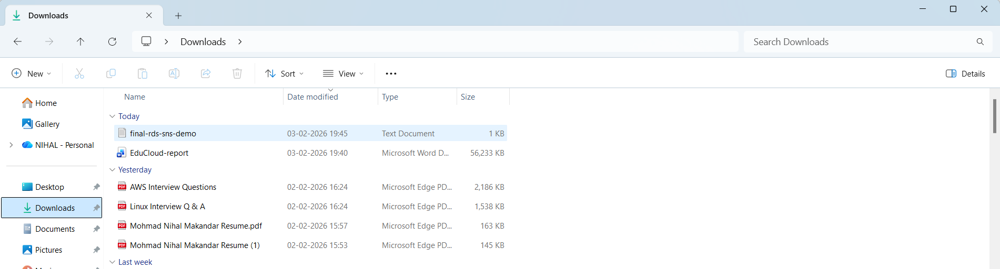 Downloads
Downloads
Search Downloads
New
Sort
View
Details
Home
Gallery
NIHAL - Personal
Desktop
Downloads
Documents
Pictures
Name Date modified Type Size
Today
final-rds-sns-demo 03-02-2026 19:45 Text Document 1 KB
EduCloud-report 03-02-2026 19:40 Microsoft Word D... 56,233 KB
Yesterday
AWS Interview Questions 02-02-2026 16:24 Microsoft Edge PD... 2,186 KB
Linux Interview Q & A 02-02-2026 16:24 Microsoft Edge PD... 1,538 KB
Mohmad Nihal Makandar Resume.pdf 02-02-2026 15:57 Microsoft Edge PD... 163 KB
Mohmad Nihal Makandar Resume (1) 02-02-2026 15:53 Microsoft Edge PD... 145 KB
Last week